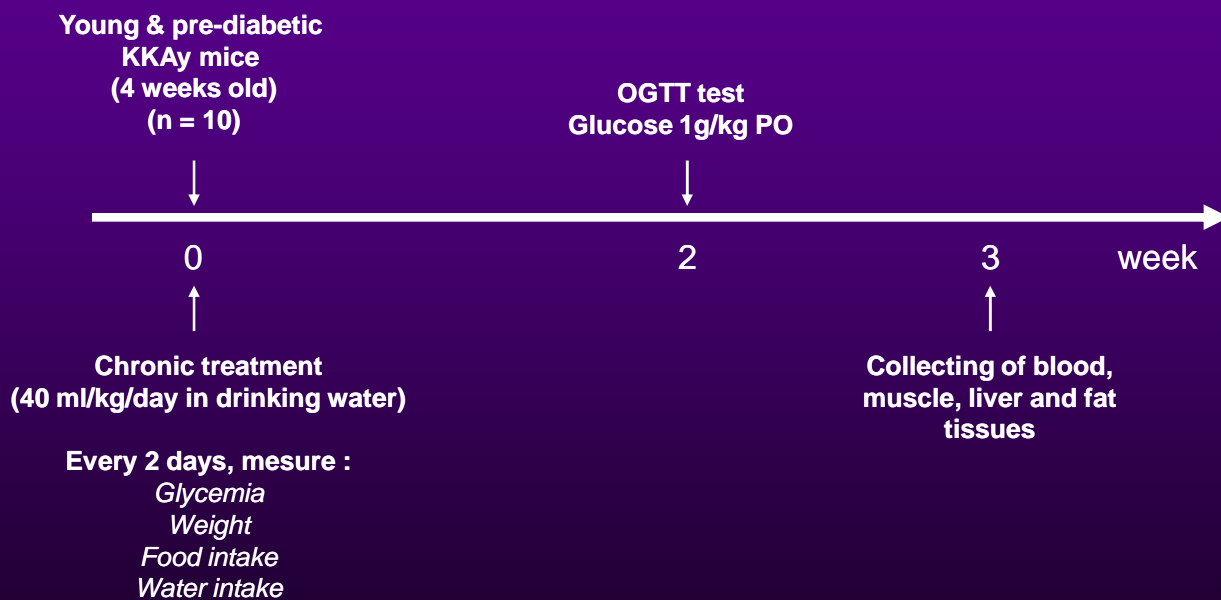 Young & pre-diabetic
KKAy mice
(4 weeks old)
(n = 10)
OGTT test
Glucose 1g/kg PO
0
2
3
week
Chronic treatment
(40 ml/kg/day in drinking water)
Every 2 days, mesure :
Glycemia
Weight
Food intake
Water intake
Collecting of blood,
muscle, liver and fat
tissues